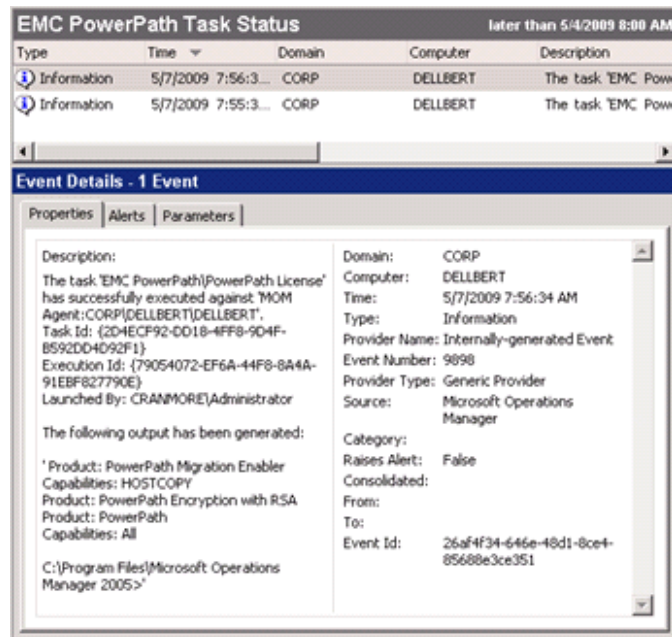 EMC PowerPath Task Status later than 5/4/2009 8:00 AM
Type Time Domain Computer Description
Information 5/7/2009 7:56:3... CORP DELLBERT The task 'EMC Pow
Information 5/7/2009 7:55:3... CORP DELLBERT The task 'EMC Pow
Event Details - 1 Event
Properties Alerts Parameters
Description:
The task 'EMC PowerPath\PowerPath License'
has successfully executed against 'MOM
Agent:CORP\DELLBERT\DELLBERT'.
Task Id: {2D4ECF92-DD18-4FF8-9D4F-
B592DD4D92F1}
Execution Id: {79054072-EF6A-44F8-8A4A-
91EBF827790E}
Launched By: CRANMORE\Administrator
The following output has been generated:
' Product: PowerPath Migration Enabler
Capabilities: HOSTCOPY
Product: PowerPath Encryption with RSA
Product: PowerPath
Capabilities: All
C:\Program Files\Microsoft Operations
Manager 2005>'
Domain: CORP
Computer: DELLBERT
Time: 5/7/2009 7:56:34 AM
Type: Information
Provider Name: Internally-generated Event
Event Number: 9898
Provider Type: Generic Provider
Source: Microsoft Operations
Manager
Category:
Raises Alert: False
Consolidated:
From:
To:
Event Id: 26af4f34-646e-48d1-8ce4-
85688e3ce351